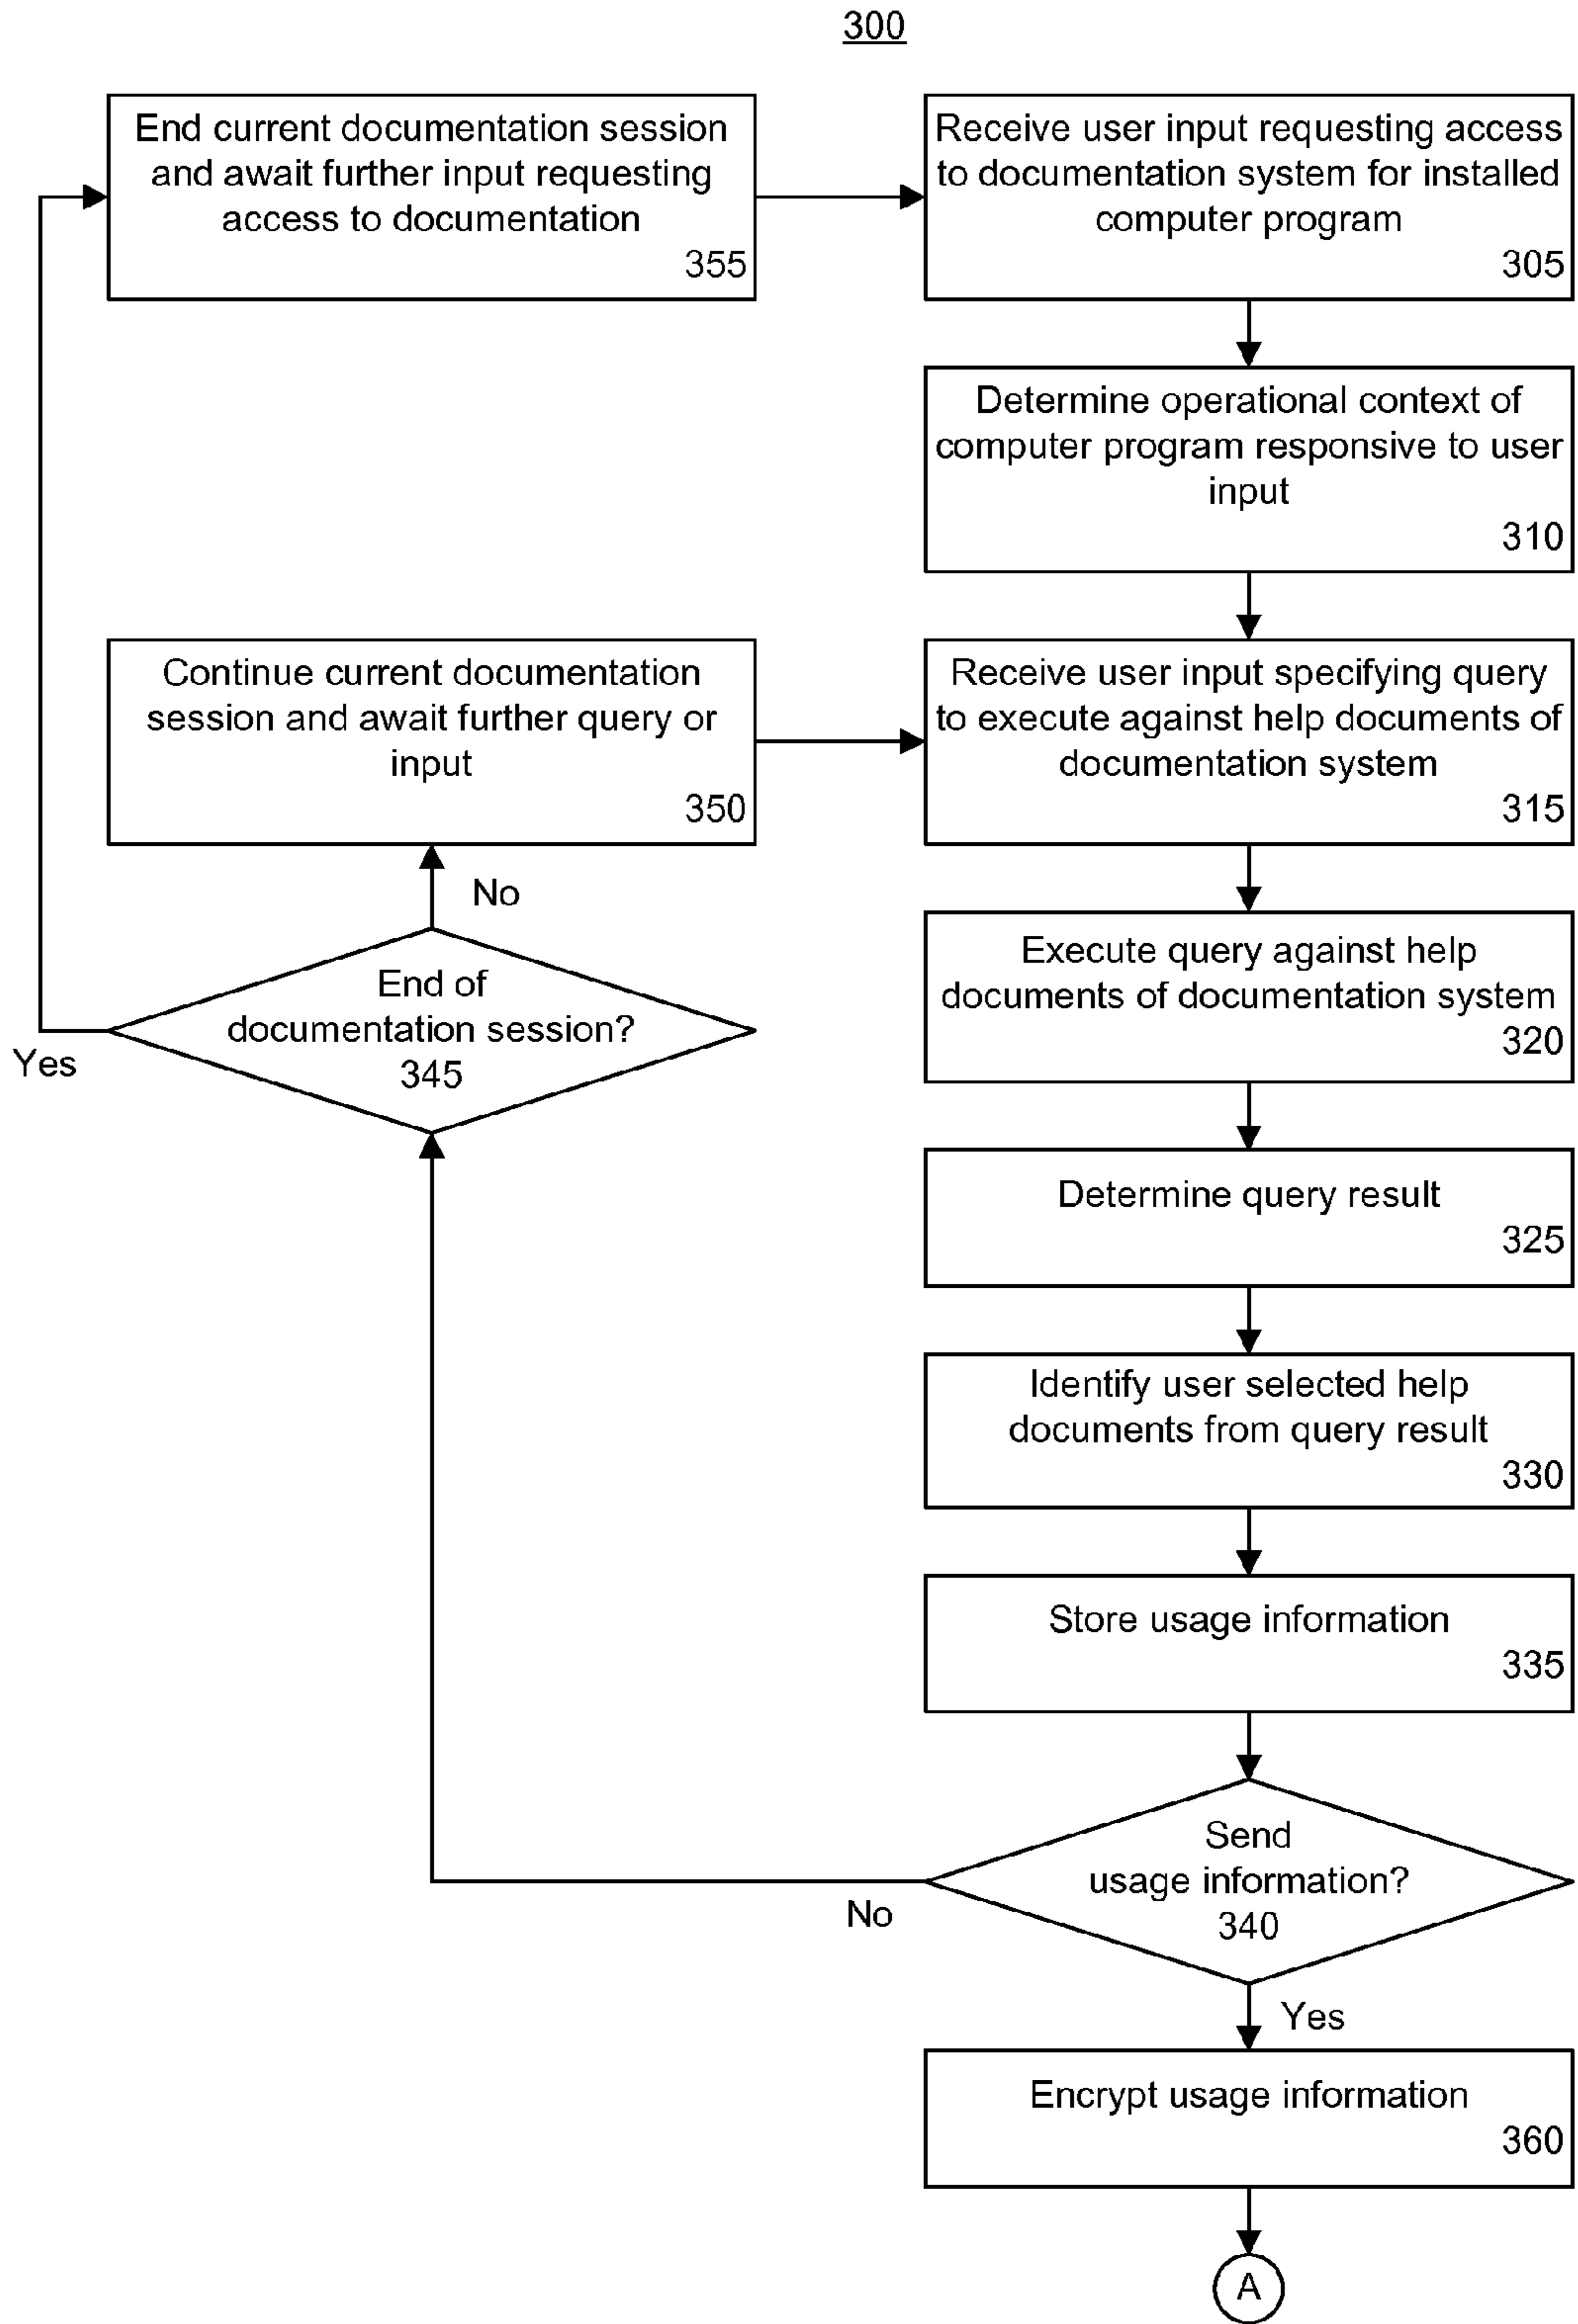 300
End current documentation session
and await further input requesting
access to documentation
355
Receive user input requesting access
to documentation system for installed
computer program
305
Determine operational context of
computer program responsive to user
input
310
Continue current documentation
session and await further query or
input
350
Receive user input specifying query
to execute against help documents of
documentation system
315
No
End of
documentation session?
345
Yes
Execute query against help
documents of documentation system
320
Determine query result
325
Identify user selected help
documents from query result
330
Store usage information
335
Send
usage information?
340
No
Yes
Encrypt usage information
360
A